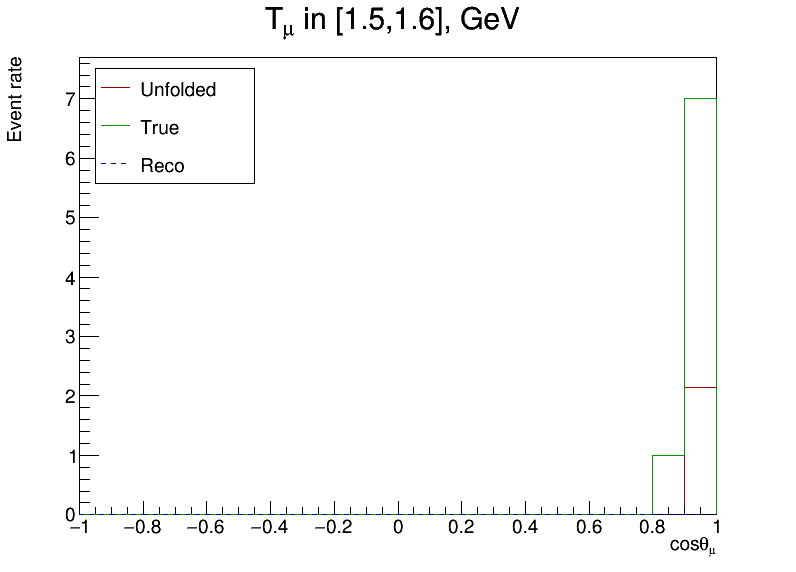 T_μ in [1.5,1.6], GeV
Event rate
Unfolded
True
Reco
7
6
5
4
3
2
1
0
−1 −0.8 −0.6 −0.4 −0.2 0 0.2 0.4 0.6 0.8 1
cosθ_μ